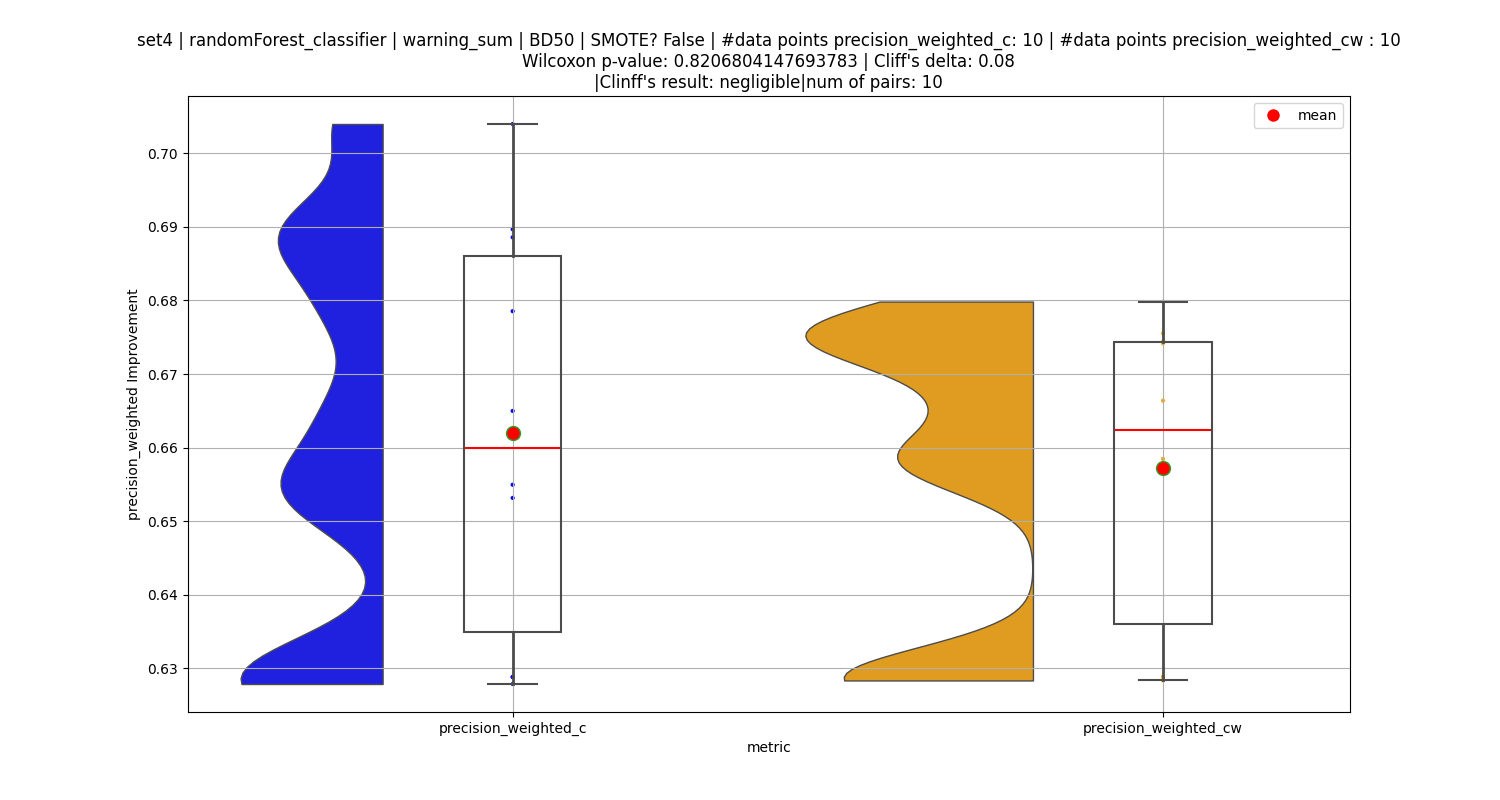 set4 | randomForest_classifier | warning_sum | BD50 | SMOTE? False | #data points precision_weighted_c: 10 | #data points precision_weighted_cw : 10
Wilcoxon p-value: 0.8206804147693783 | Cliff's delta: 0.08
|Clinff's result: negligible|num of pairs: 10
mean
precision_weighted Improvement
0.70
0.69
0.68
0.67
0.66
0.65
0.64
0.63
precision_weighted_c
precision_weighted_cw
metric